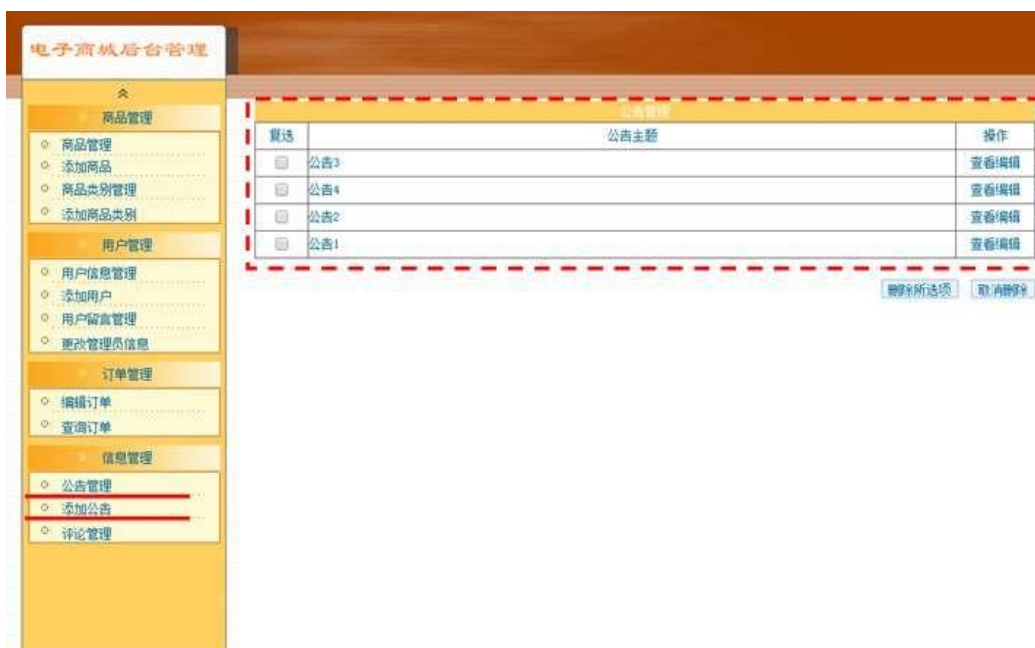 电子商城后台管理
商品管理
商品管理
添加商品
商品类别管理
添加商品类别
用户管理
用户信息管理
添加用户
用户留言管理
更改管理员信息
订单管理
编辑订单
查询订单
信息管理
公告管理
添加公告
评论管理
公告管理
复选 公告主题 操作
公告3 查看编辑
公告4 查看编辑
公告2 查看编辑
公告1 查看编辑
删除所选项 取消删除